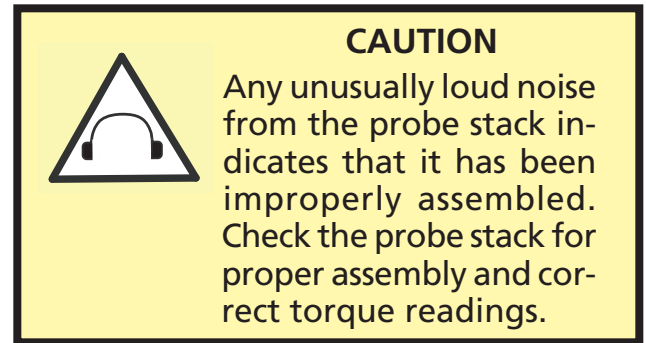 CAUTION
Any unusually loud noise
from the probe stack in-
dicates that it has been
improperly assembled.
Check the probe stack for
proper assembly and cor-
rect torque readings.